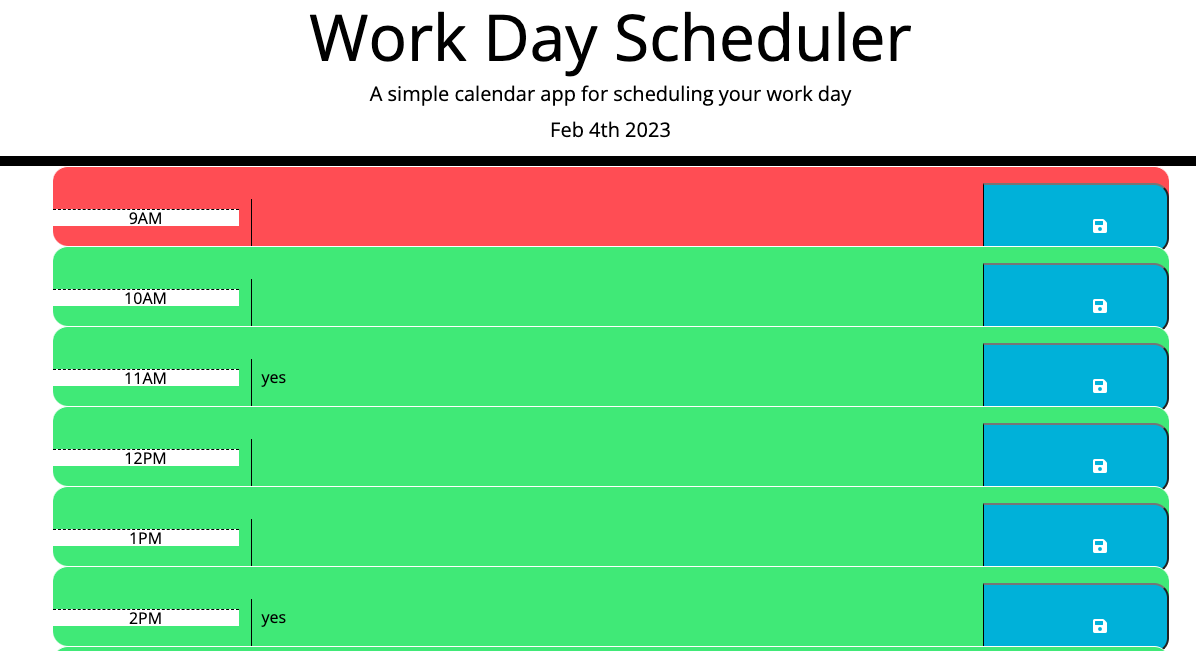 Work Day Scheduler
A simple calendar app for scheduling your work day
Feb 4th 2023
9AM
10AM
11AM yes
12PM
1PM
2PM yes